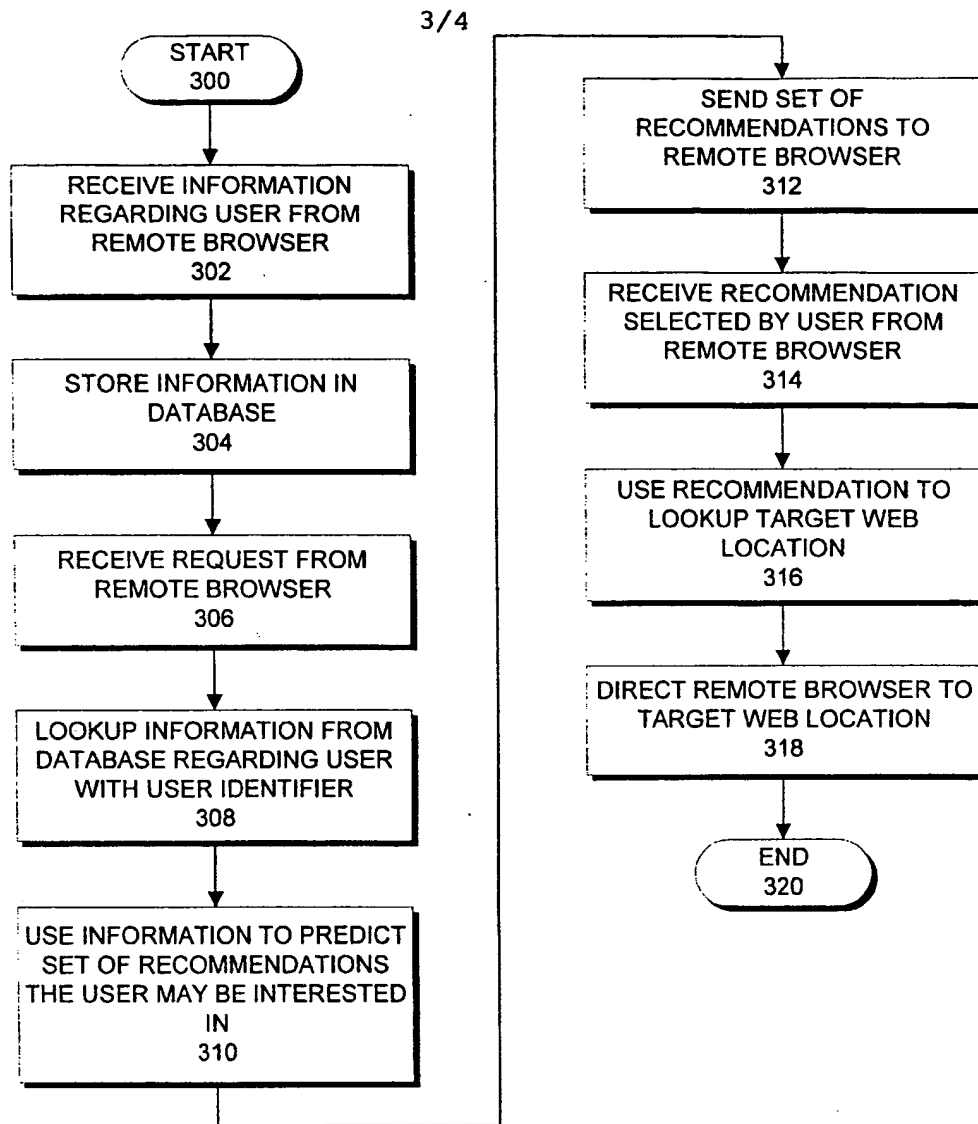 3/4
START
300
RECEIVE INFORMATION
REGARDING USER FROM
REMOTE BROWSER
302
STORE INFORMATION IN
DATABASE
304
RECEIVE REQUEST FROM
REMOTE BROWSER
306
LOOKUP INFORMATION FROM
DATABASE REGARDING USER
WITH USER IDENTIFIER
308
USE INFORMATION TO PREDICT
SET OF RECOMMENDATIONS
THE USER MAY BE INTERESTED
IN
310
SEND SET OF
RECOMMENDATIONS TO
REMOTE BROWSER
312
RECEIVE RECOMMENDATION
SELECTED BY USER FROM
REMOTE BROWSER
314
USE RECOMMENDATION TO
LOOKUP TARGET WEB
LOCATION
316
DIRECT REMOTE BROWSER TO
TARGET WEB LOCATION
318
END
320